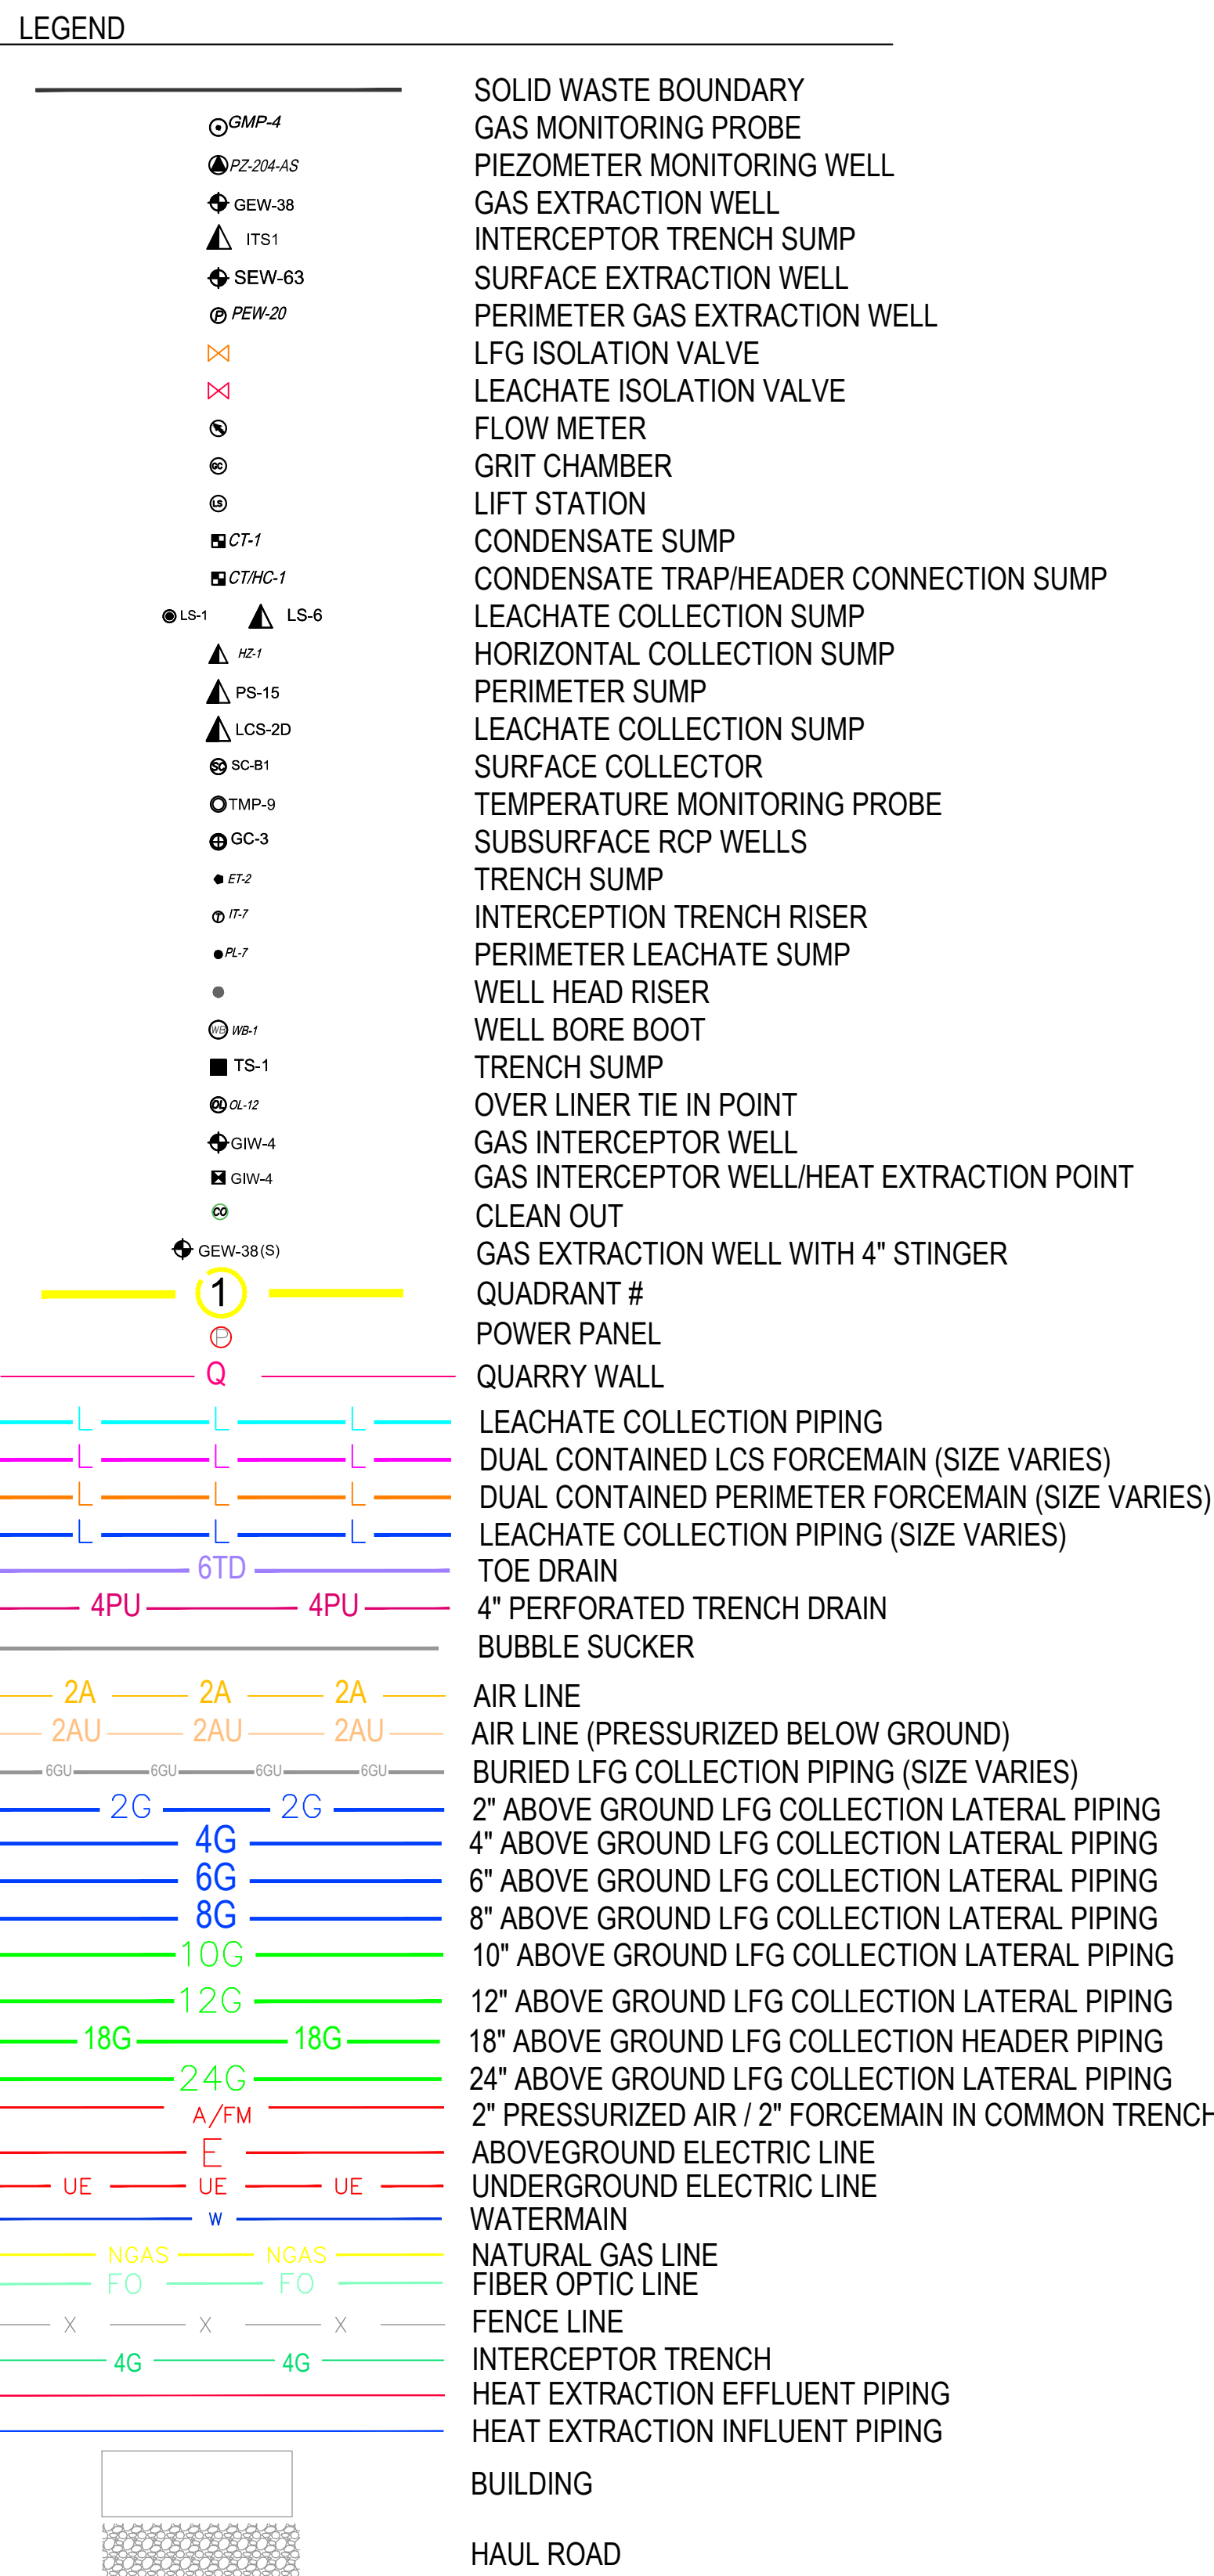 LEGEND
SOLID WASTE BOUNDARY
GMP-4 GAS MONITORING PROBE
PZ-204-AS PIEZOMETER MONITORING WELL
GEW-38 GAS EXTRACTION WELL
ITS1 INTERCEPTOR TRENCH SUMP
SEW-63 SURFACE EXTRACTION WELL
P PEW-20 PERIMETER GAS EXTRACTION WELL
LFG ISOLATION VALVE
LEACHATE ISOLATION VALVE
FLOW METER
GC GRIT CHAMBER
LS LIFT STATION
CT-1 CONDENSATE SUMP
CT/HC-1 CONDENSATE TRAP/HEADER CONNECTION SUMP
LS-1 LS-6 LEACHATE COLLECTION SUMP
HZ-1 HORIZONTAL COLLECTION SUMP
PS-15 PERIMETER SUMP
LCS-2D LEACHATE COLLECTION SUMP
SC SC-B1 SURFACE COLLECTOR
TMP-9 TEMPERATURE MONITORING PROBE
GC-3 SUBSURFACE RCP WELLS
ET-2 TRENCH SUMP
T IT-7 INTERCEPTION TRENCH RISER
PL-7 PERIMETER LEACHATE SUMP
WELL HEAD RISER
WB WB-1 WELL BORE BOOT
TS-1 TRENCH SUMP
OL OL-12 OVER LINER TIE IN POINT
GIW-4 GAS INTERCEPTOR WELL
GIW-4 GAS INTERCEPTOR WELL/HEAT EXTRACTION POINT
CO CLEAN OUT
GEW-38(S) GAS EXTRACTION WELL WITH 4" STINGER
1 QUADRANT #
P POWER PANEL
Q QUARRY WALL
L L L LEACHATE COLLECTION PIPING
L L L DUAL CONTAINED LCS FORCEMAIN (SIZE VARIES)
L L L DUAL CONTAINED PERIMETER FORCEMAIN (SIZE VARIES)
L L L LEACHATE COLLECTION PIPING (SIZE VARIES)
6TD TOE DRAIN
4PU 4PU 4" PERFORATED TRENCH DRAIN
BUBBLE SUCKER
2A 2A 2A AIR LINE
2AU 2AU 2AU AIR LINE (PRESSURIZED BELOW GROUND)
6GU 6GU 6GU 6GU BURIED LFG COLLECTION PIPING (SIZE VARIES)
2G 2G 2" ABOVE GROUND LFG COLLECTION LATERAL PIPING
4G 4" ABOVE GROUND LFG COLLECTION LATERAL PIPING
6G 6" ABOVE GROUND LFG COLLECTION LATERAL PIPING
8G 8" ABOVE GROUND LFG COLLECTION LATERAL PIPING
10G 10" ABOVE GROUND LFG COLLECTION LATERAL PIPING
12G 12" ABOVE GROUND LFG COLLECTION LATERAL PIPING
18G 18G 18" ABOVE GROUND LFG COLLECTION HEADER PIPING
24G 24" ABOVE GROUND LFG COLLECTION LATERAL PIPING
A/FM 2" PRESSURIZED AIR / 2" FORCEMAIN IN COMMON TRENCH
E ABOVEGROUND ELECTRIC LINE
UE UE UE UNDERGROUND ELECTRIC LINE
W WATERMAIN
NGAS NGAS NATURAL GAS LINE
FO FO FIBER OPTIC LINE
X X X FENCE LINE
4G 4G INTERCEPTOR TRENCH
HEAT EXTRACTION EFFLUENT PIPING
HEAT EXTRACTION INFLUENT PIPING
BUILDING
HAUL ROAD